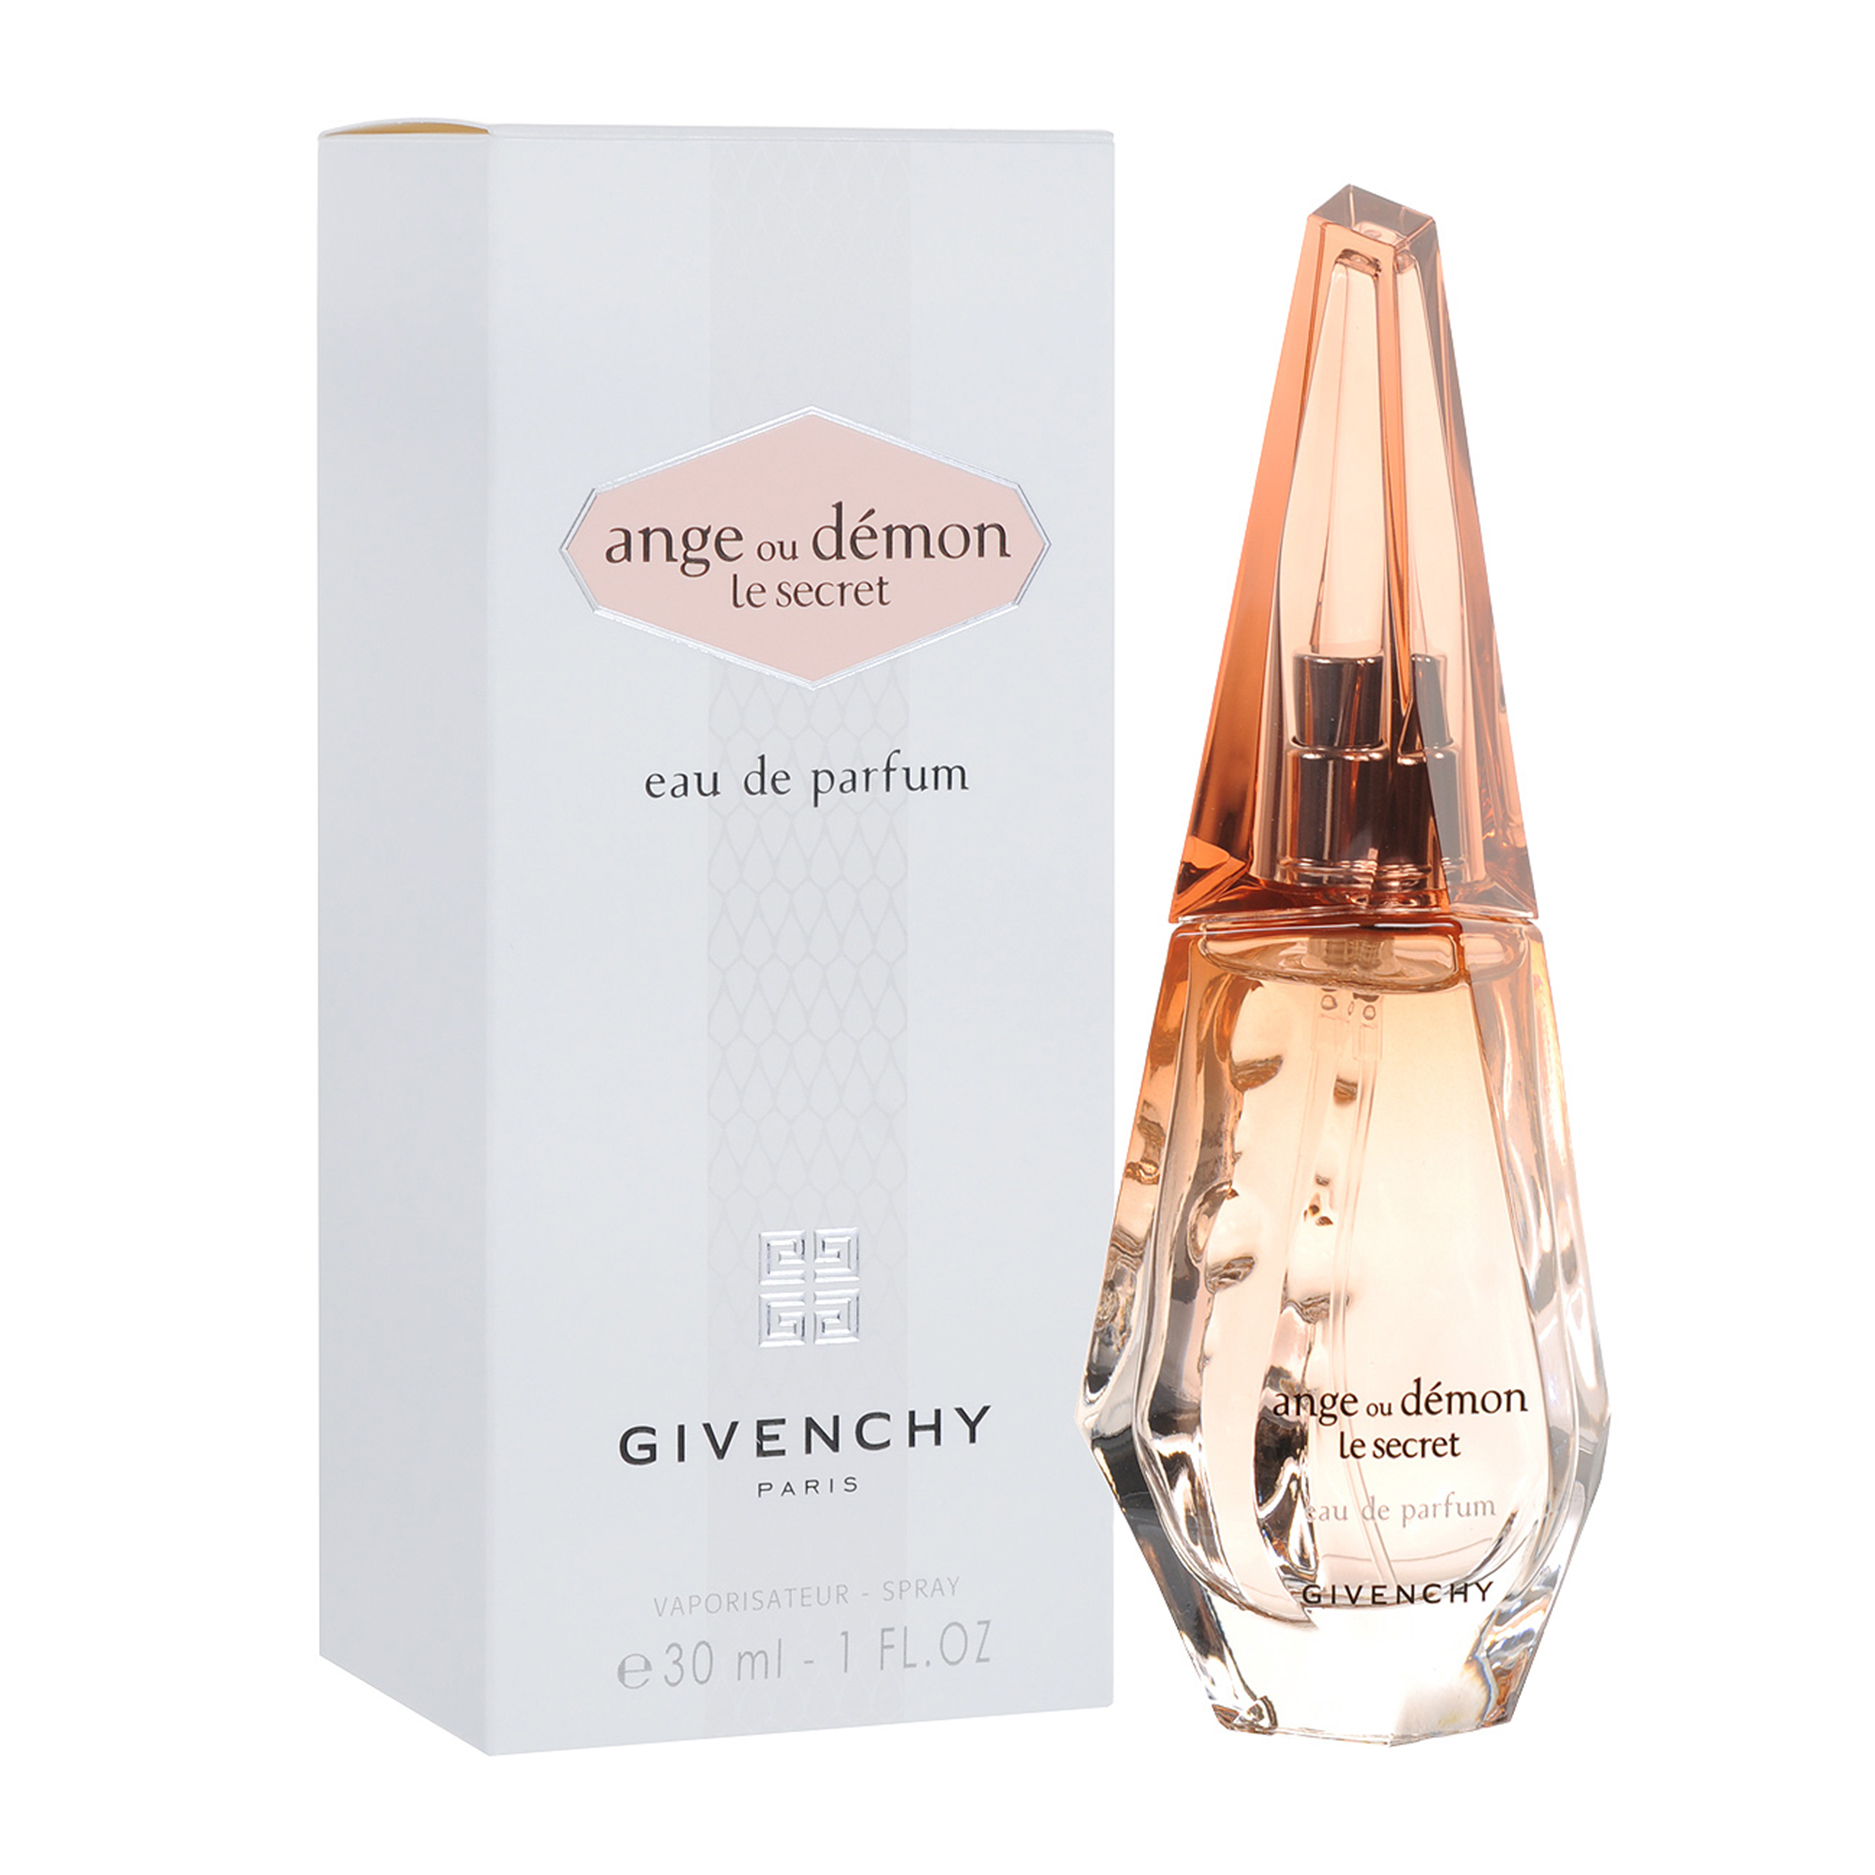 ange ou démon
le secret
eau de parfum
GIVENCHY
PARIS
VAPORISATEUR - SPRAY
℮30 ml - 1 FL.OZ
ange ou démon
le secret
eau de parfum
GIVENCHY